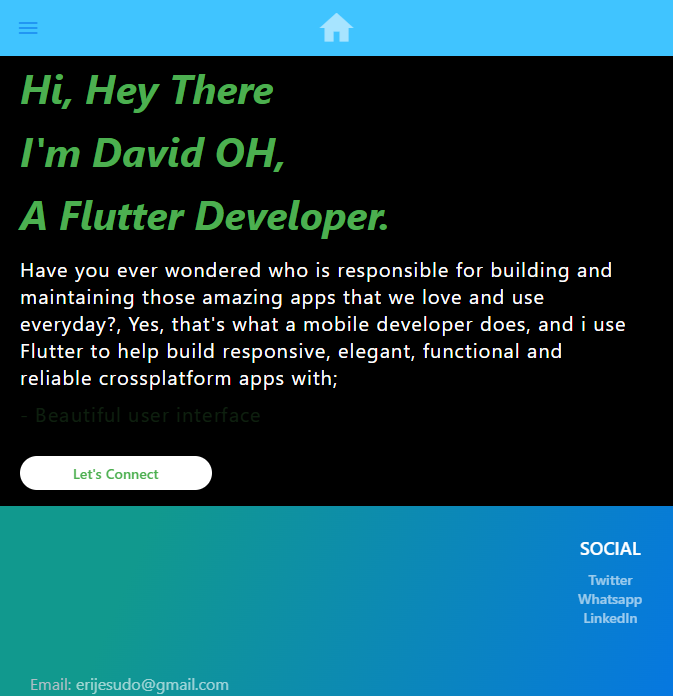 Hi, Hey There
I'm David OH,
A Flutter Developer.
Have you ever wondered who is responsible for building and
maintaining those amazing apps that we love and use
everyday?, Yes, that's what a mobile developer does, and i use
Flutter to help build responsive, elegant, functional and
reliable crossplatform apps with;
- Beautiful user interface
Let's Connect
SOCIAL
Twitter
Whatsapp
LinkedIn
Email: erijesudo@gmail.com